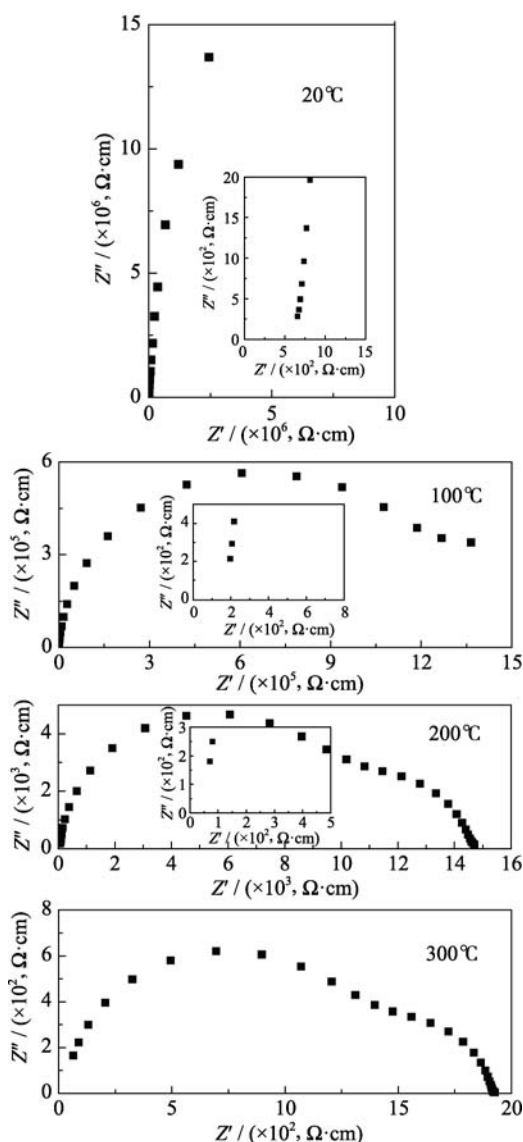 15
10
5
0
Z″ / (×10⁶, Ω·cm)
20℃
20
15
10
5
0
Z″ / (×10², Ω·cm)
0 5 10 15
Z′ / (×10², Ω·cm)
0 5 10
Z′ / (×10⁶, Ω·cm)
6
3
0
Z″ / (×10⁵, Ω·cm)
100℃
4
2
0
Z″ / (×10², Ω·cm)
0 2 4 6 8
Z′ / (×10², Ω·cm)
0 3 6 9 12 15
Z′ / (×10⁵, Ω·cm)
4
2
0
Z″ / (×10³, Ω·cm)
200℃
3
2
1
0
Z″ / (×10², Ω·cm)
0 1 2 3 4 5
Z′ / (×10², Ω·cm)
0 2 4 6 8 10 12 14 16
Z′ / (×10³, Ω·cm)
8
6
4
2
0
Z″ / (×10², Ω·cm)
300℃
0 5 10 15 20
Z′ / (×10², Ω·cm)